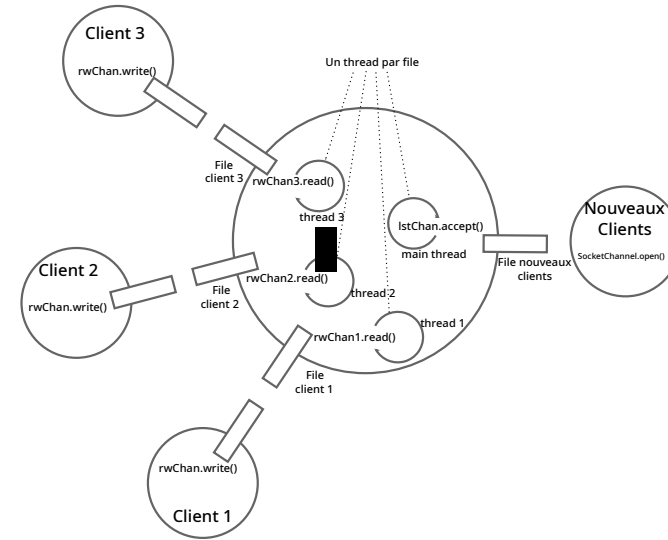 Client 3
rwChan.write()
Un thread par file
File
client 3
rwChan3.read()
thread 3
lstChan.accept()
main thread
Nouveaux
Clients
SocketChannel.open()
File nouveaux
clients
Client 2
rwChan.write()
File
client 2
rwChan2.read()
thread 2
rwChan1.read()
thread 1
File
client 1
rwChan.write()
Client 1